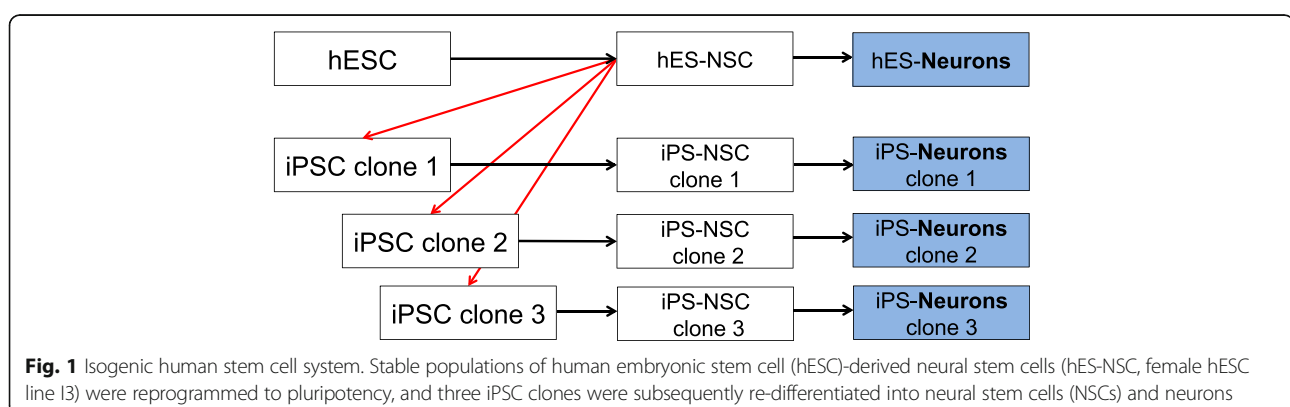 hESC
hES-NSC
hES-Neurons
iPSC clone 1
iPS-NSC
clone 1
iPS-Neurons
clone 1
iPSC clone 2
iPS-NSC
clone 2
iPS-Neurons
clone 2
iPSC clone 3
iPS-NSC
clone 3
iPS-Neurons
clone 3
Fig. 1 Isogenic human stem cell system. Stable populations of human embryonic stem cell (hESC)-derived neural stem cells (hES-NSC, female hESC
line I3) were reprogrammed to pluripotency, and three iPSC clones were subsequently re-differentiated into neural stem cells (NSCs) and neurons